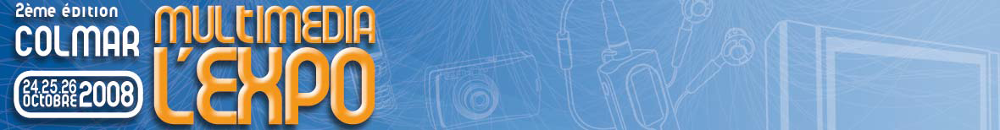 2ème édition
COLMAR
24.25.26
OCTOBRE 2008
MULTIMEDIA
L'EXPO